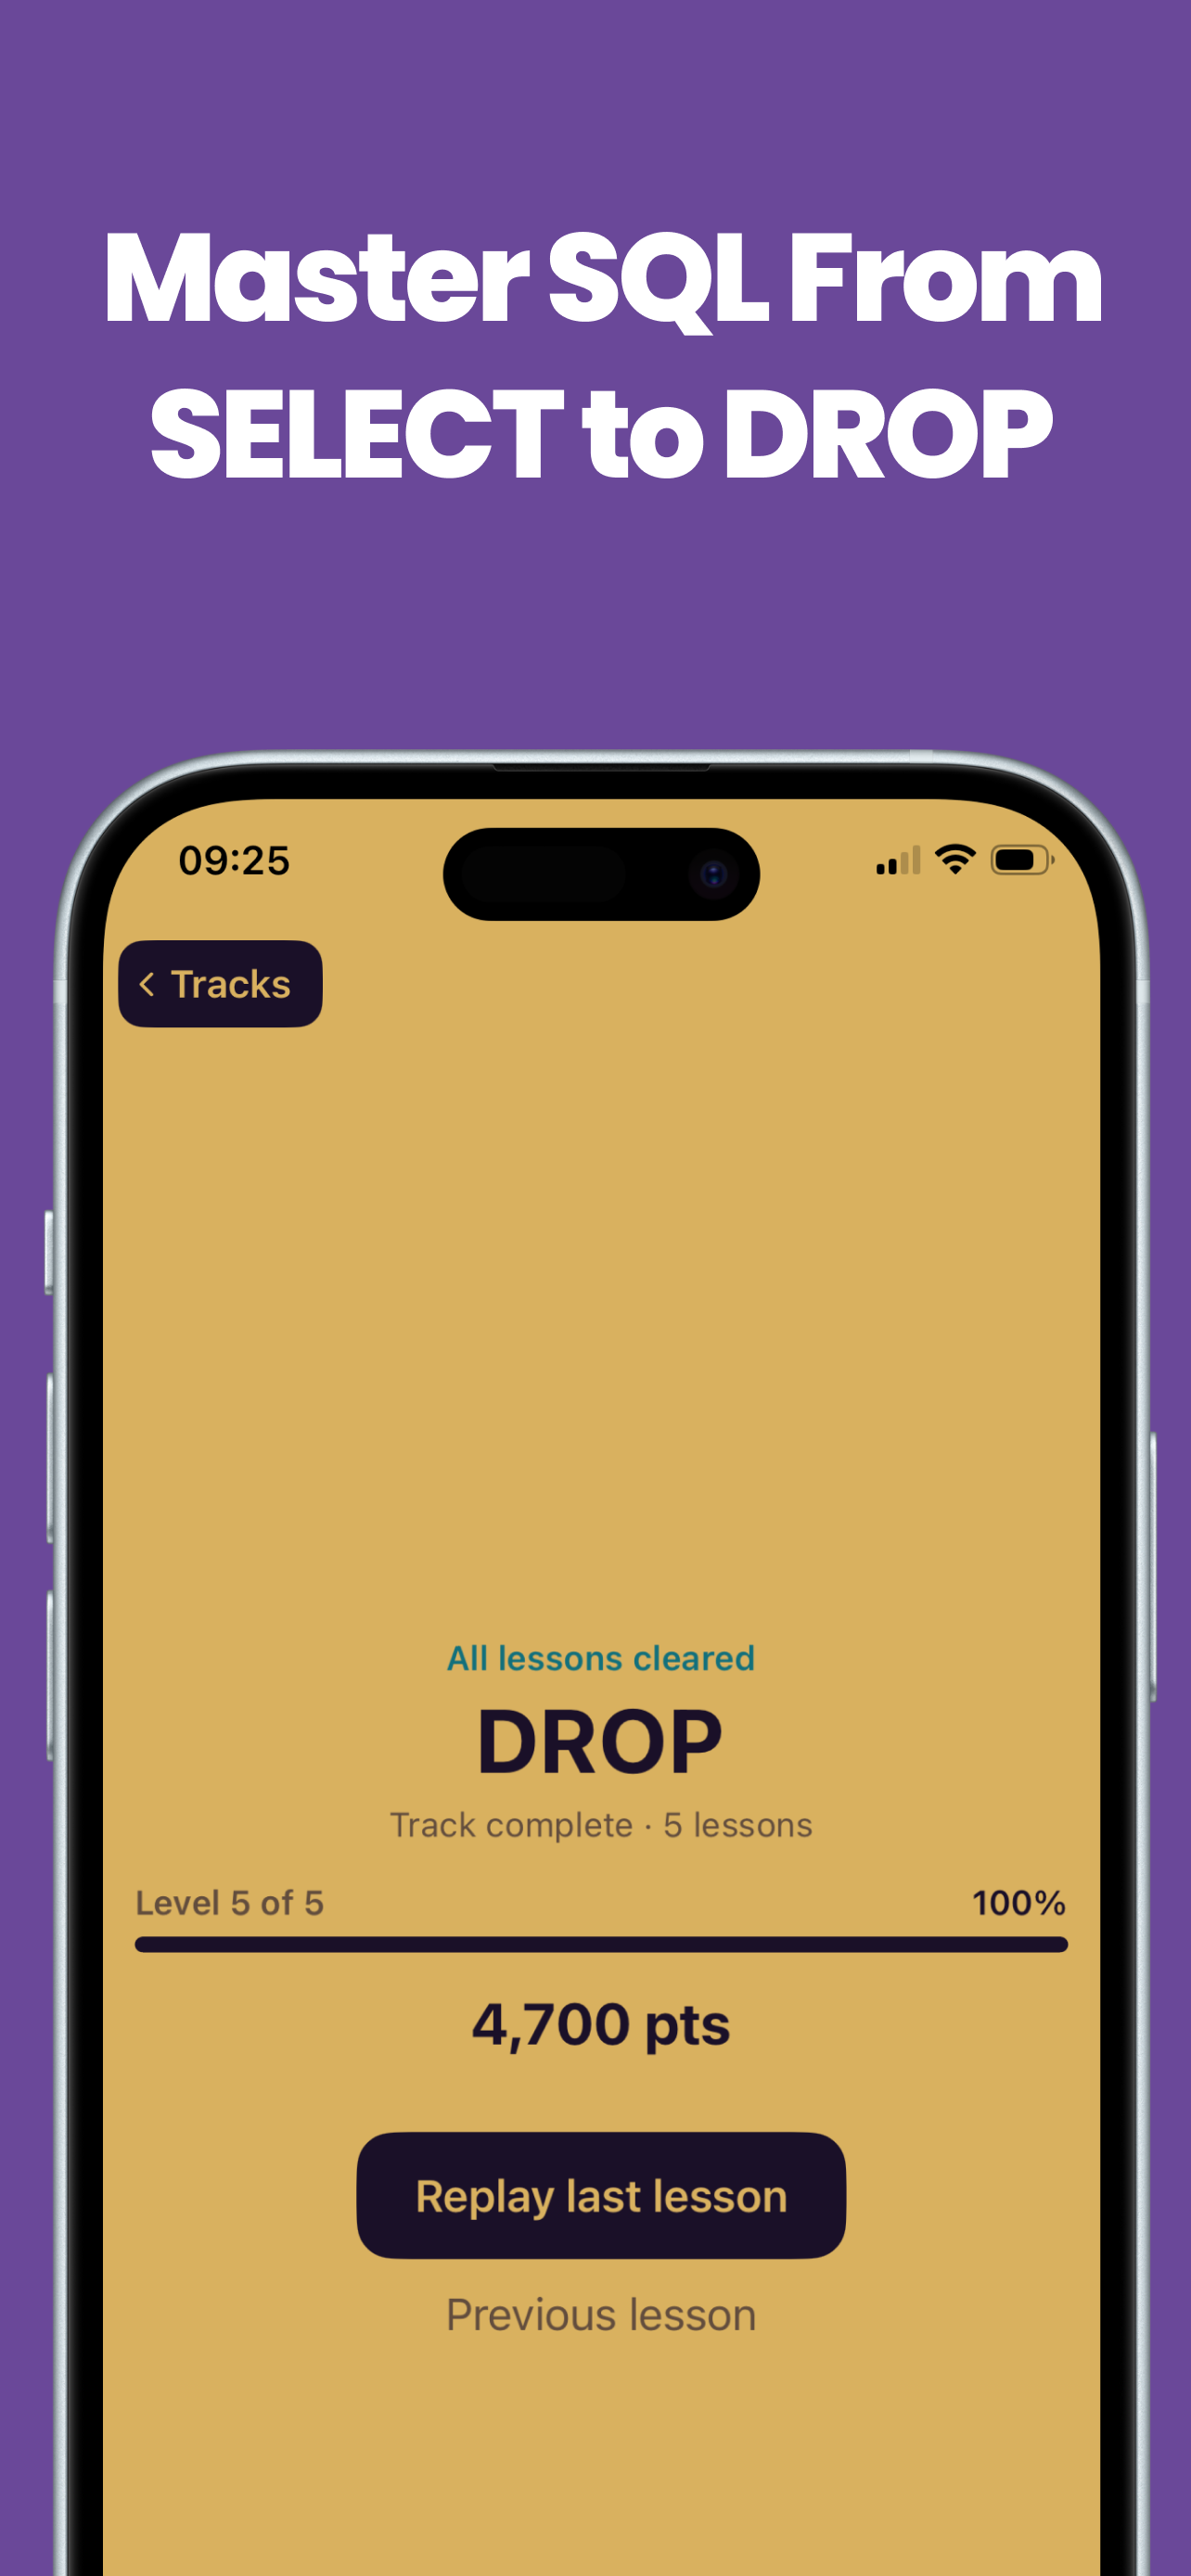 Master SQL From
SELECT to DROP
09:25
Tracks
All lessons cleared
DROP
Track complete · 5 lessons
Level 5 of 5
100%
4,700 pts
Replay last lesson
Previous lesson